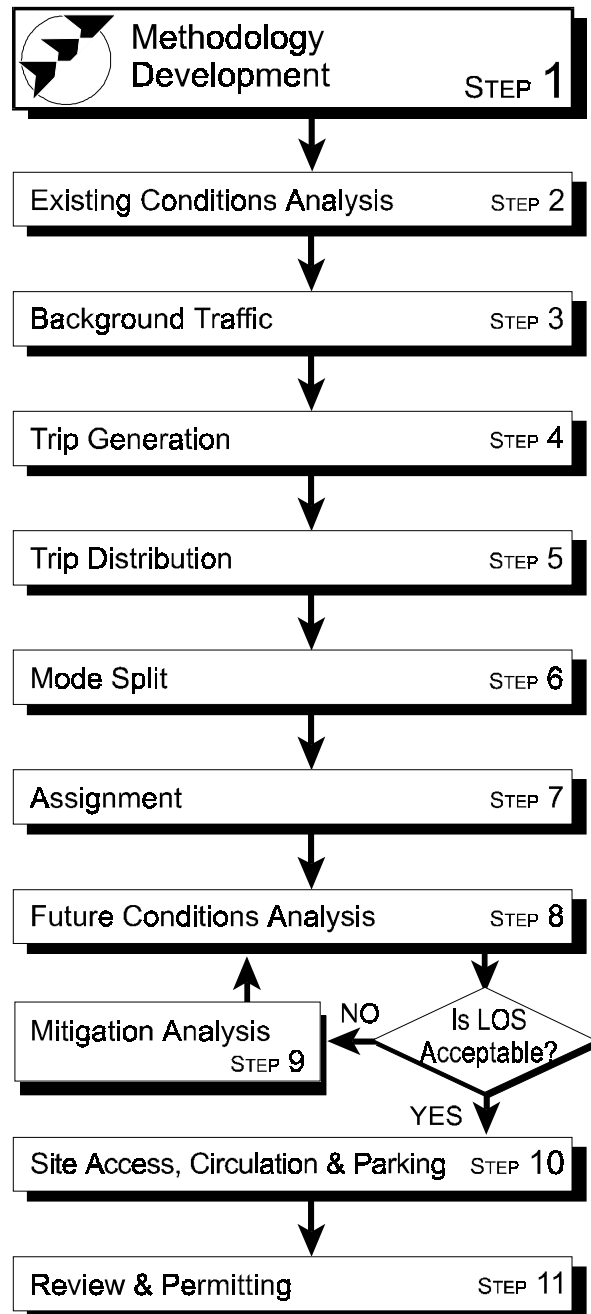 Methodology
Development
STEP 1
Existing Conditions Analysis STEP 2
Background Traffic STEP 3
Trip Generation STEP 4
Trip Distribution STEP 5
Mode Split STEP 6
Assignment STEP 7
Future Conditions Analysis STEP 8
Is LOS
Acceptable?
NO
Mitigation Analysis
STEP 9
YES
Site Access, Circulation & Parking STEP 10
Review & Permitting STEP 11